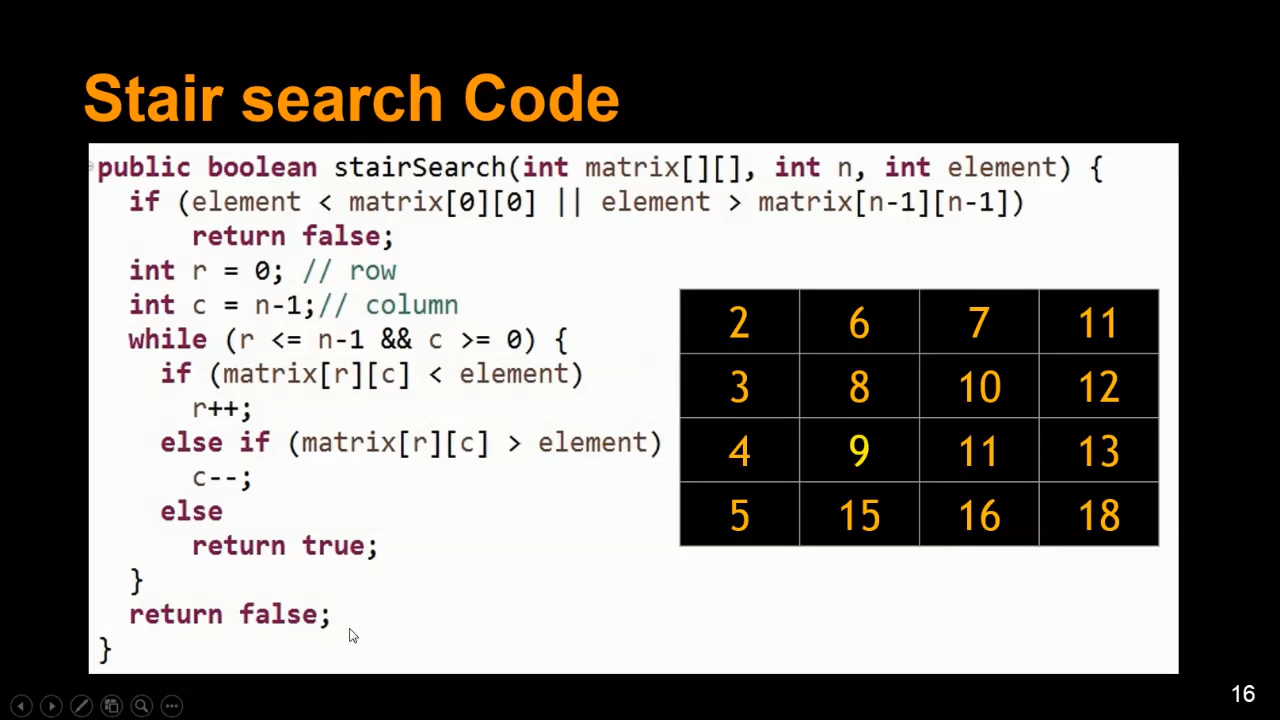 Stair search Code
public boolean stairSearch(int matrix[][], int n, int element) {
if (element < matrix[0][0] || element > matrix[n-1][n-1])
return false;
int r = 0; // row
int c = n-1;// column
while (r <= n-1 && c >= 0) {
if (matrix[r][c] < element)
r++;
else if (matrix[r][c] > element)
c--;
else
return true;
}
return false;
}
2 6 7 11
3 8 10 12
4 9 11 13
5 15 16 18
16